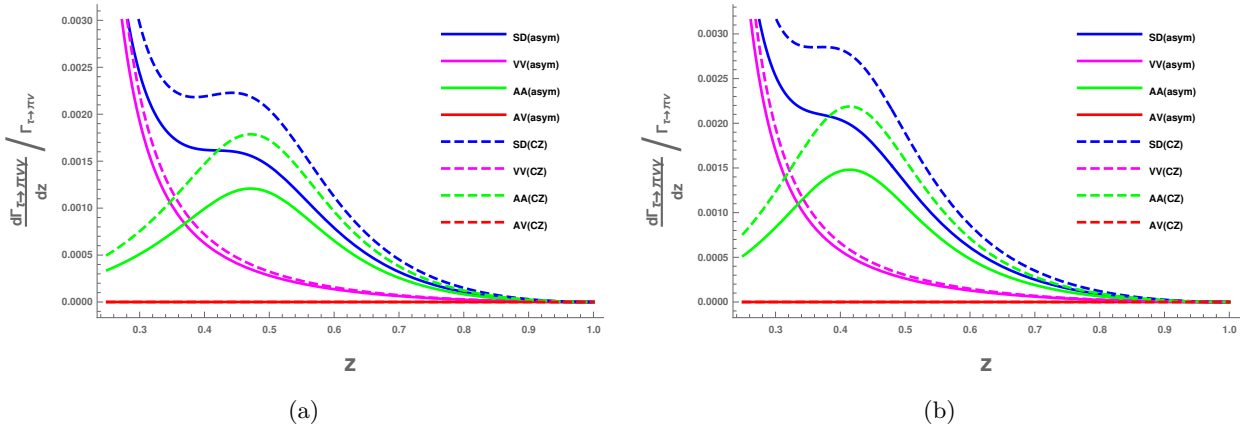 0.0030
0.0025
0.0020
0.0015
0.0010
0.0005
0.0000
0.3 0.4 0.5 0.6 0.7 0.8 0.9 1.0
z
dΓτ→πνγ
dz
/ Γτ→πν
SD(asym)
VV(asym)
AA(asym)
AV(asym)
SD(CZ)
VV(CZ)
AA(CZ)
AV(CZ)
(a)
0.0030
0.0025
0.0020
0.0015
0.0010
0.0005
0.0000
0.3 0.4 0.5 0.6 0.7 0.8 0.9 1.0
z
dΓτ→πνγ
dz
/ Γτ→πν
SD(asym)
VV(asym)
AA(asym)
AV(asym)
SD(CZ)
VV(CZ)
AA(CZ)
AV(CZ)
(b)